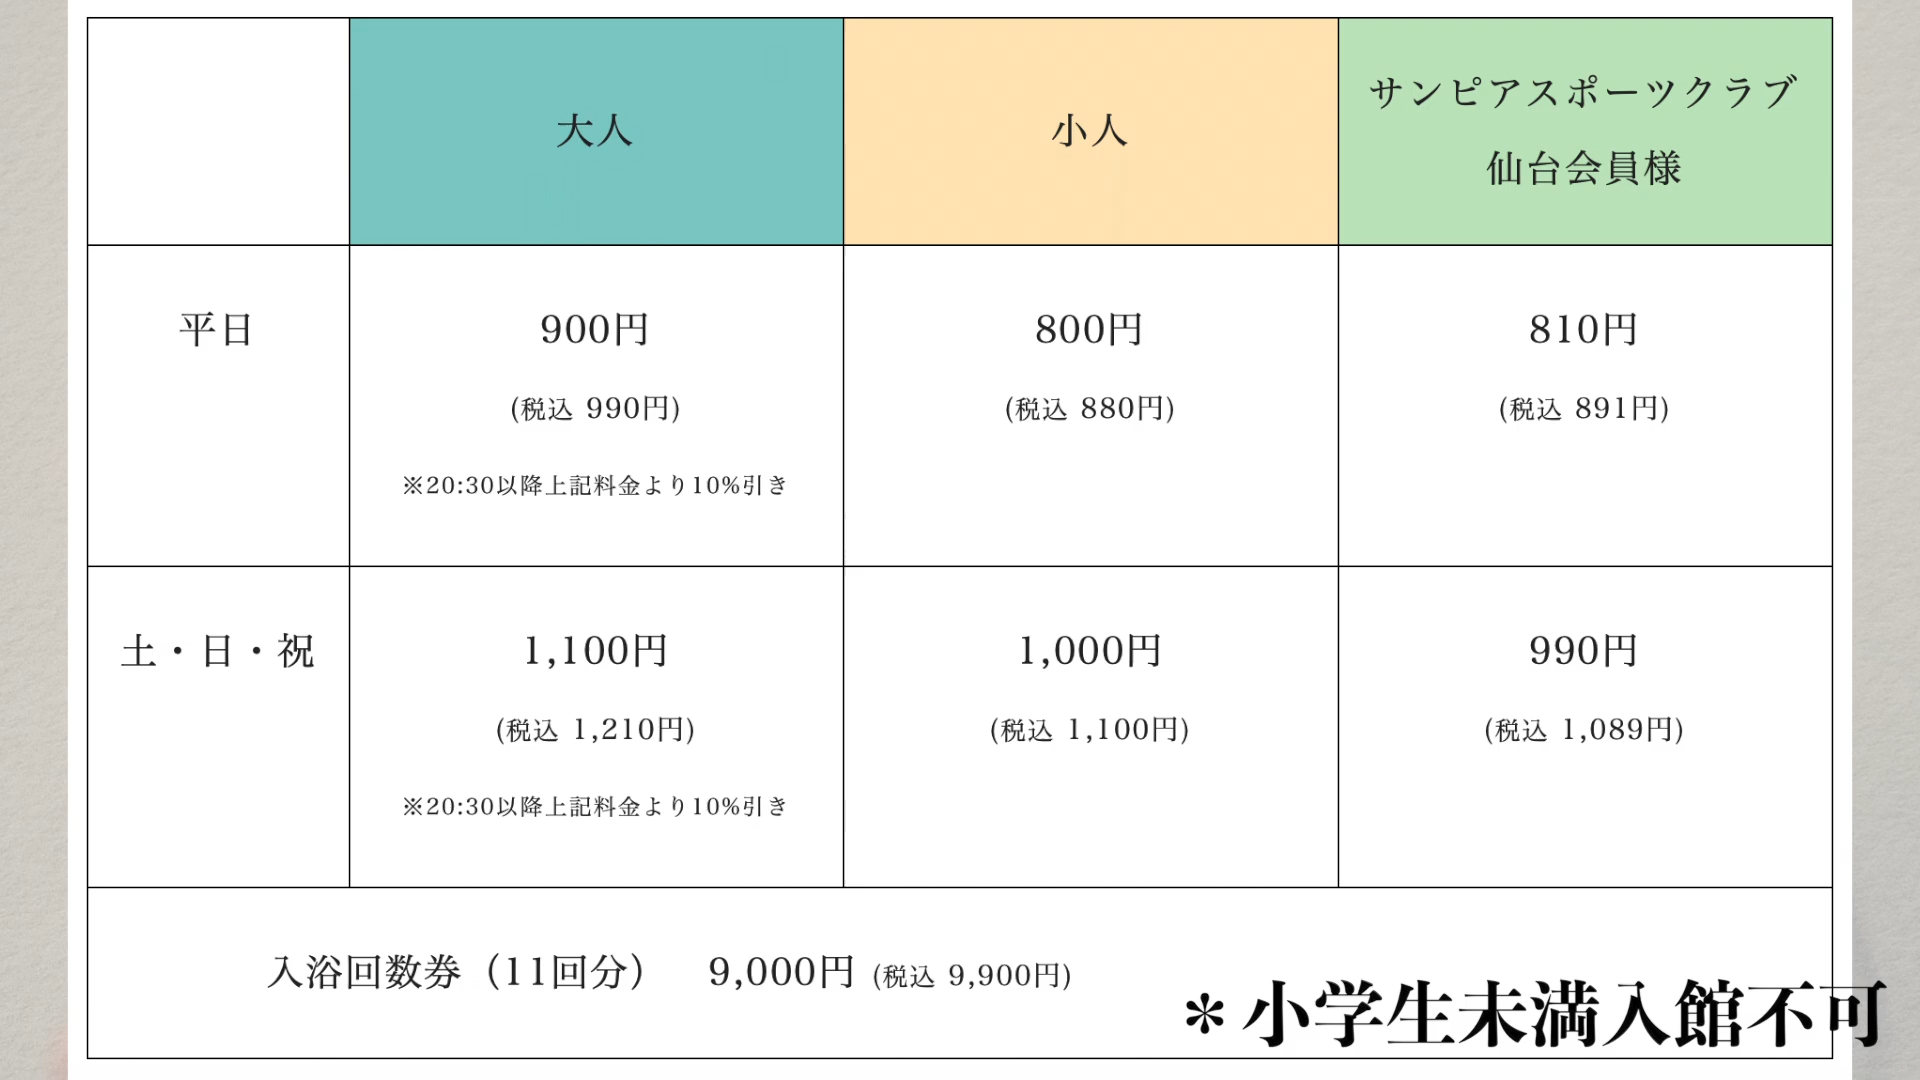 大人
小人
サンピアスポーツクラブ
仙台会員様
平日
900円
(税込 990円)
※20:30以降上記料金より10%引き
800円
(税込 880円)
810円
(税込 891円)
土・日・祝
1,100円
(税込 1,210円)
※20:30以降上記料金より10%引き
1,000円
(税込 1,100円)
990円
(税込 1,089円)
入浴回数券（11回分） 9,000円 (税込 9,900円)
＊小学生未満入館不可